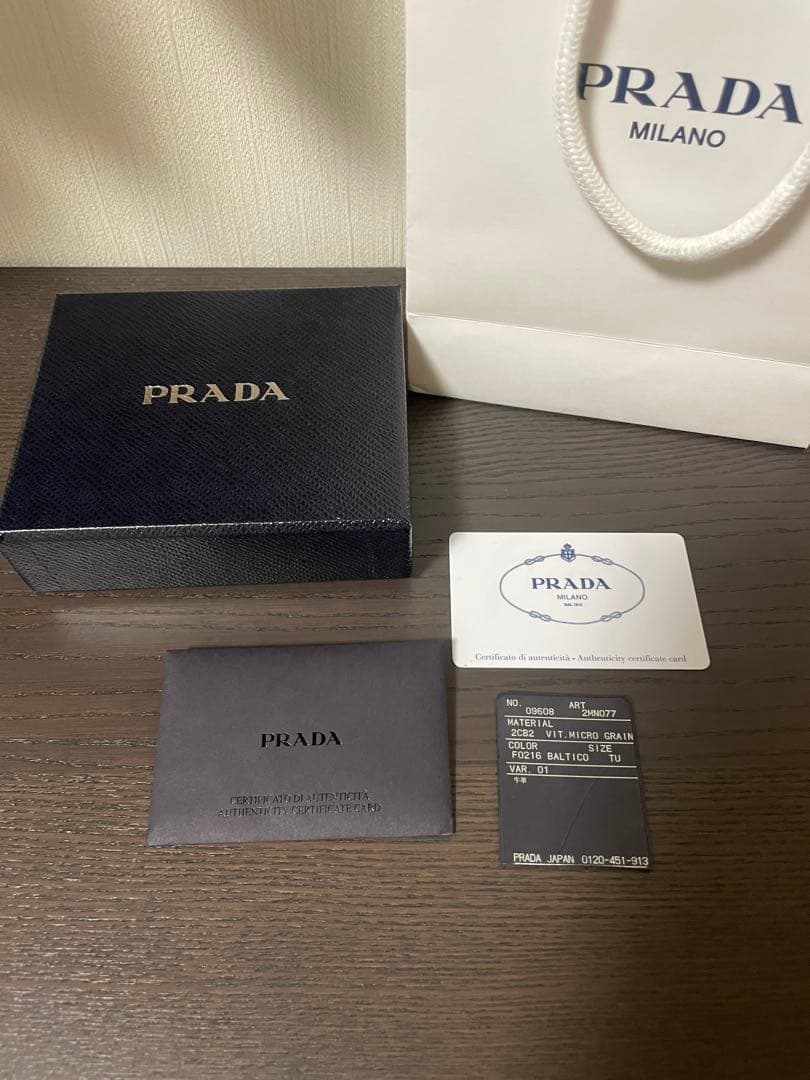 PRADA
MILANO
PRADA
PRADA
MILANO
DAL 1913
Certificato di autenticità • Authenticity certificate card
PRADA
CERTIFICATO DI AUTENTICITÀ
AUTHENTICITY CERTIFICATE CARD
NO. ART
09608 2MN077
MATERIAL
2CB2 VIT.MICRO GRAIN
COLOR SIZE
F0216 BALTICO TU
VAR. 01
牛革
PRADA JAPAN 0120-451-913